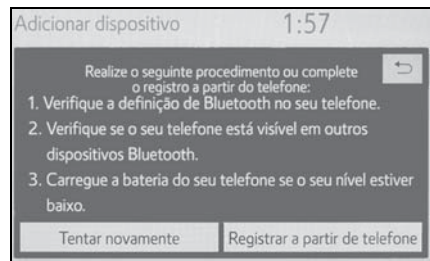 Adicionar dispositivo 1:57
Realize o seguinte procedimento ou complete
o registro a partir do telefone:
1. Verifique a definição de Bluetooth no seu telefone.
2. Verifique se o seu telefone está visível em outros
dispositivos Bluetooth.
3. Carregue a bateria do seu telefone se o seu nível estiver
baixo.
Tentar novamente Registrar a partir de telefone